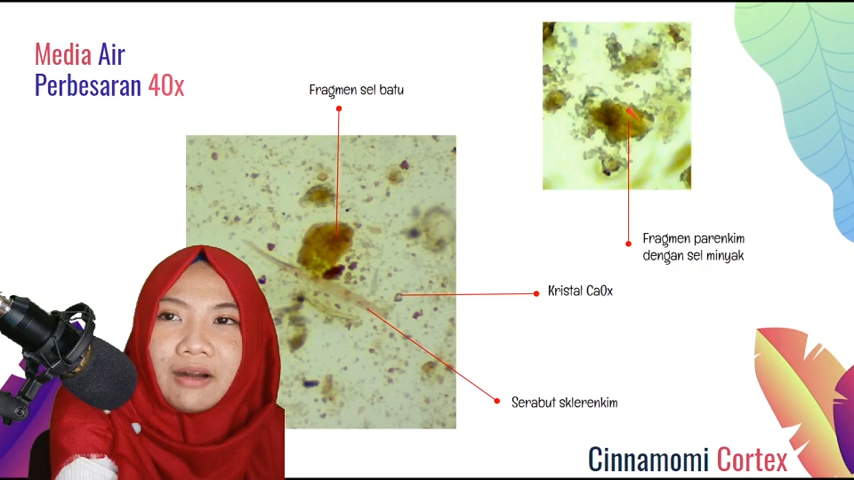 Media Air
Perbesaran 40x
Fragmen sel batu
Fragmen parenkim
dengan sel minyak
Kristal CaOx
Serabut sklerenkim
Cinnamomi Cortex